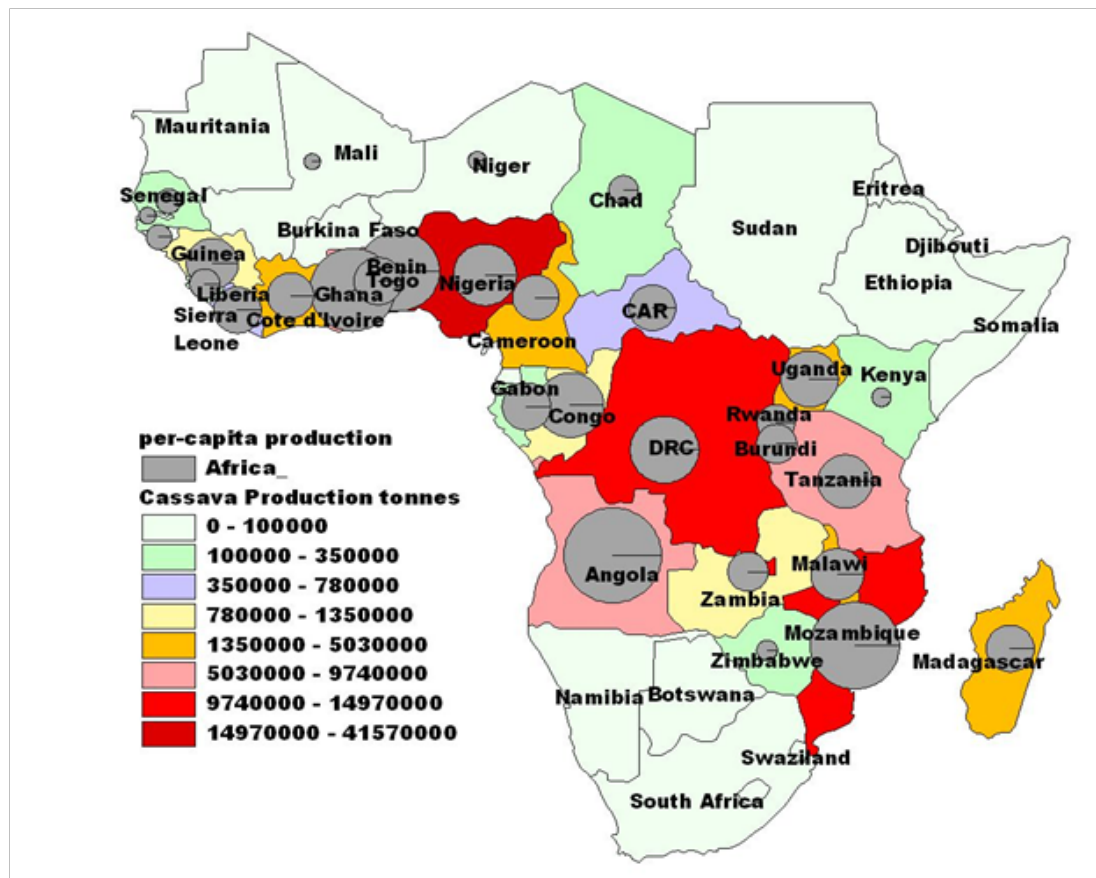 Mauritania
Mali
Niger
Chad
Senegal
Eritrea
Sudan
Burkina Faso
Djibouti
Guinea
Benin
Nigeria
Ethiopia
Togo
Liberia
Ghana
CAR
Sierra
Leone
Cote d'Ivoire
Somalia
Cameroon
Uganda
Kenya
Gabon
Congo
Rwanda
DRC
Burundi
Tanzania
Angola
Malawi
Zambia
Mozambique
Zimbabwe
Madagascar
Namibia
Botswana
Swaziland
South Africa
per-capita production
Africa_
Cassava Production tonnes
0 - 100000
100000 - 350000
350000 - 780000
780000 - 1350000
1350000 - 5030000
5030000 - 9740000
9740000 - 14970000
14970000 - 41570000